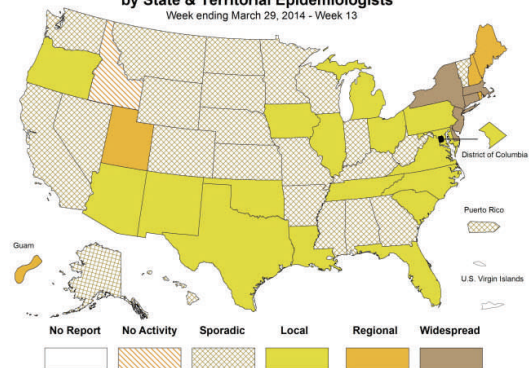 by State & Territorial Epidemiologists
Week ending March 29, 2014 - Week 13
District of Columbia
Puerto Rico
Guam
U.S. Virgin Islands
No Report No Activity Sporadic Local Regional Widespread